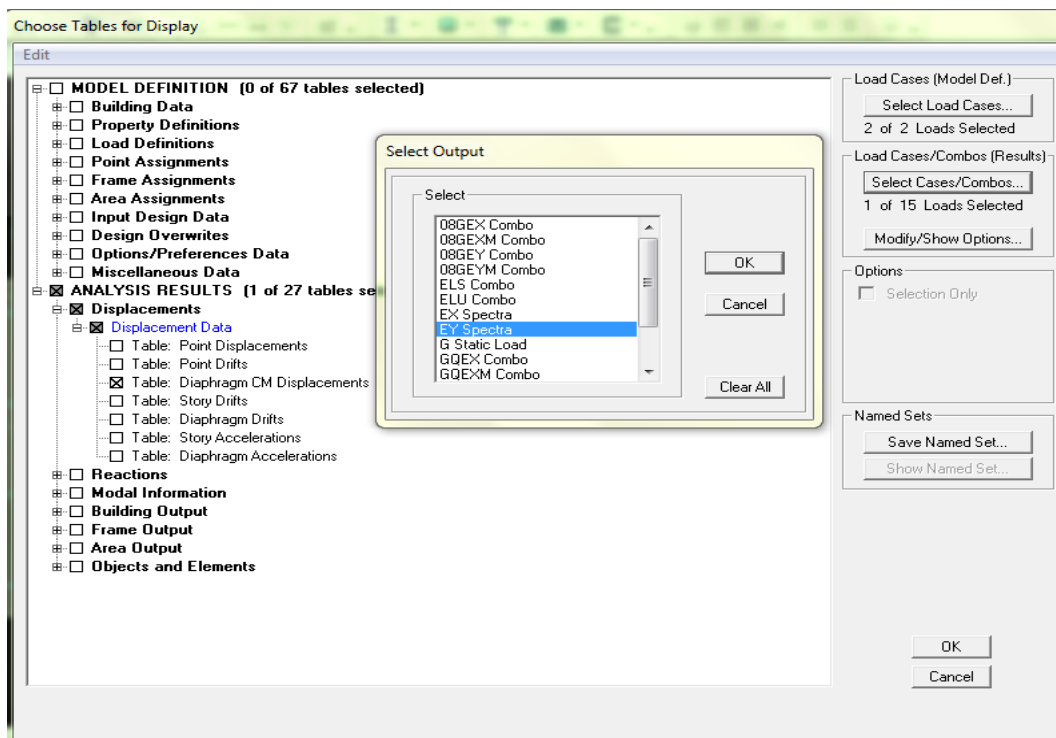 Choose Tables for Display
Edit
MODEL DEFINITION (0 of 67 tables selected)
Building Data
Property Definitions
Load Definitions
Point Assignments
Frame Assignments
Area Assignments
Input Design Data
Design Overwrites
Options/Preferences Data
Miscellaneous Data
ANALYSIS RESULTS (1 of 27 tables se
Displacements
Displacement Data
Table: Point Displacements
Table: Point Drifts
Table: Diaphragm CM Displacements
Table: Story Drifts
Table: Diaphragm Drifts
Table: Story Accelerations
Table: Diaphragm Accelerations
Reactions
Modal Information
Building Output
Frame Output
Area Output
Objects and Elements
Select Output
Select
08GEX Combo
08GEXM Combo
08GEY Combo
08GEYM Combo
ELS Combo
ELU Combo
EX Spectra
EY Spectra
G Static Load
GQEX Combo
GQEXM Combo
OK
Cancel
Clear All
Load Cases (Model Def.)
Select Load Cases...
2 of 2 Loads Selected
Load Cases/Combos (Results)
Select Cases/Combos...
1 of 15 Loads Selected
Modify/Show Options...
Options
Selection Only
Named Sets
Save Named Set...
Show Named Set...
OK
Cancel